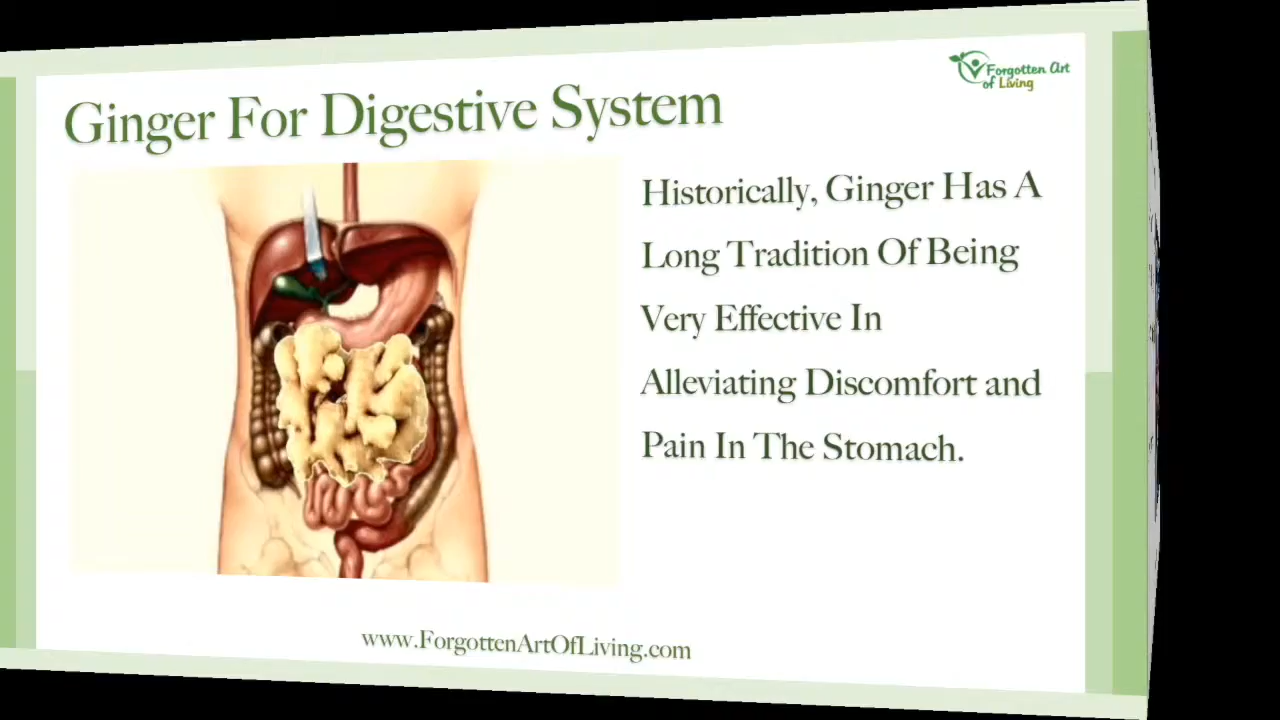 Forgotten Art
of Living
Ginger For Digestive System
Historically, Ginger Has A
Long Tradition Of Being
Very Effective In
Alleviating Discomfort and
Pain In The Stomach.
www.ForgottenArtOfLiving.com